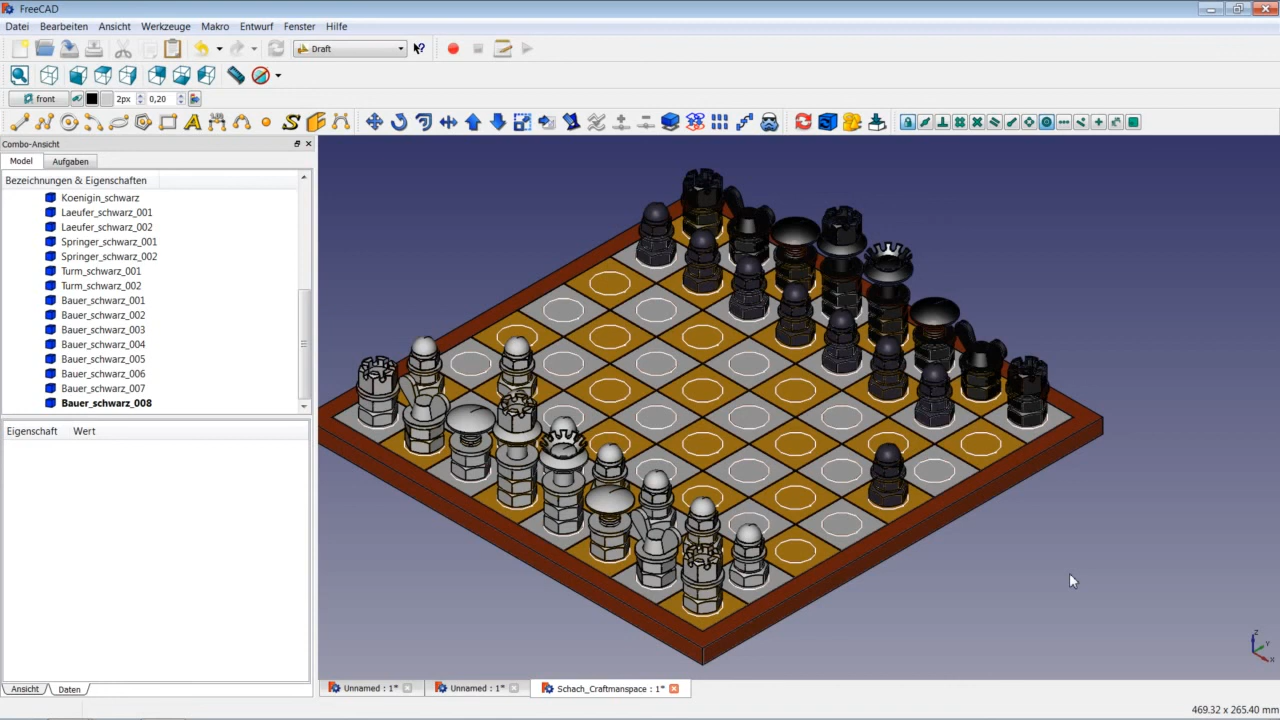 FreeCAD
Datei Bearbeiten Ansicht Werkzeuge Makro Entwurf Fenster Hilfe
Draft
front 2px 0,20
Combo-Ansicht
Model Aufgaben
Bezeichnungen & Eigenschaften
Koenigin_schwarz
Laeufer_schwarz_001
Laeufer_schwarz_002
Springer_schwarz_001
Springer_schwarz_002
Turm_schwarz_001
Turm_schwarz_002
Bauer_schwarz_001
Bauer_schwarz_002
Bauer_schwarz_003
Bauer_schwarz_004
Bauer_schwarz_005
Bauer_schwarz_006
Bauer_schwarz_007
Bauer_schwarz_008
Eigenschaft Wert
Z
Y
X
Ansicht Daten
Unnamed : 1* Unnamed : 1* Schach_Craftmanspace : 1*
469.32 x 265.40 mm